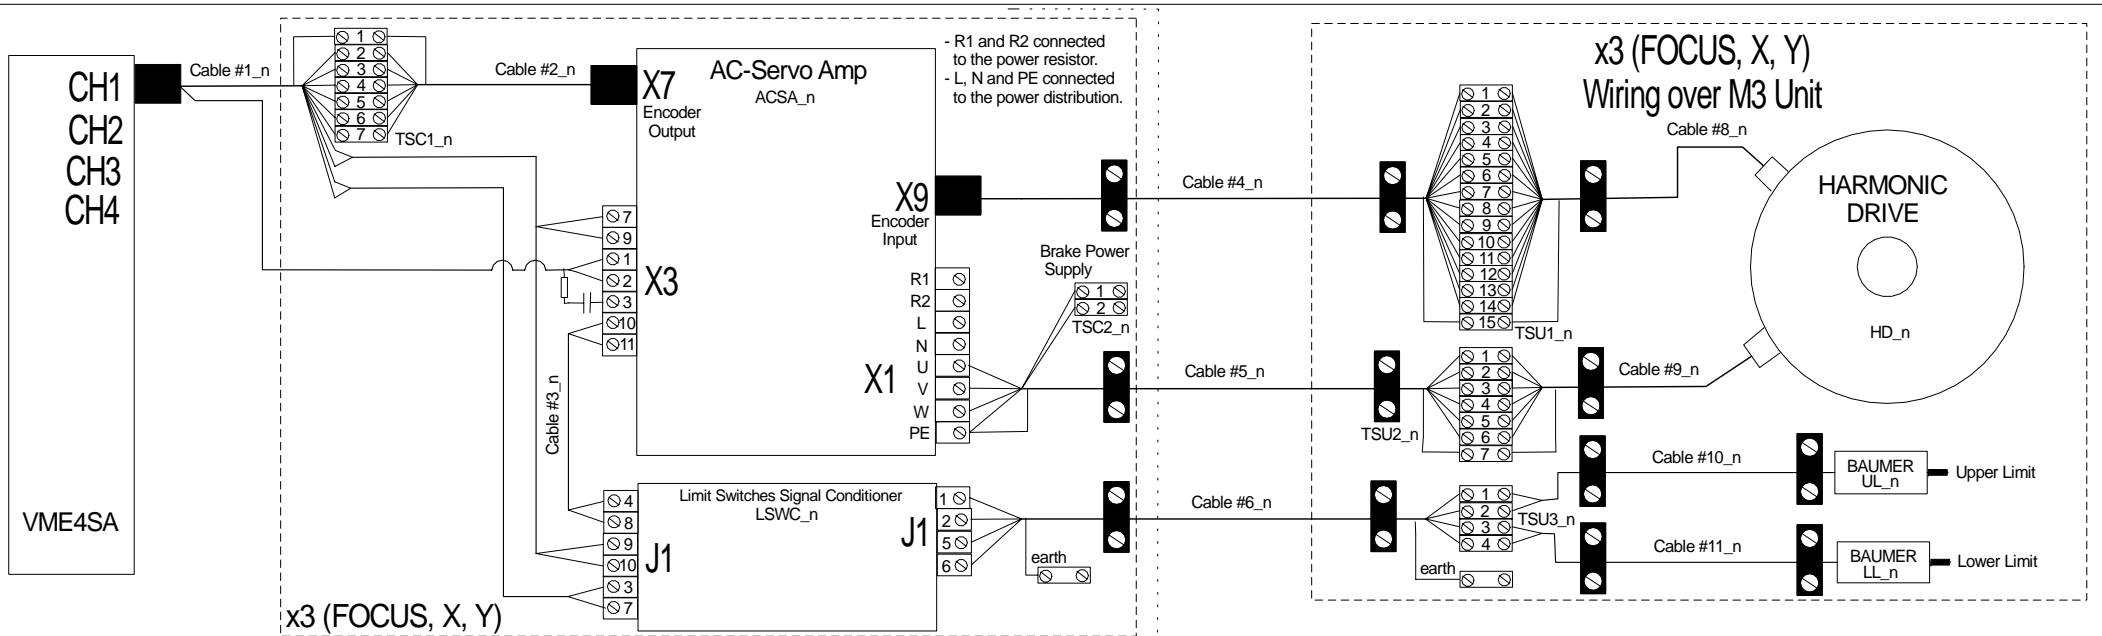 CH1
CH2
CH3
CH4
VME4SA
Cable #1_n
1
2
3
4
5
6
7
TSC1_n
Cable #2_n
X7
Encoder
Output
AC-Servo Amp
ACSA_n
- R1 and R2 connected
to the power resistor.
- L, N and PE connected
to the power distribution.
X9
Encoder
Input
7
9
1
2
3
10
11
X3
R1
R2
L
N
U
V
W
PE
X1
Brake Power
Supply
1
2
TSC2_n
Cable #3_n
Limit Switches Signal Conditioner
LSWC_n
4
8
9
10
3
7
J1
J1
1
2
5
6
earth
x3 (FOCUS, X, Y)
Cable #4_n
Cable #5_n
Cable #6_n
x3 (FOCUS, X, Y)
Wiring over M3 Unit
1
2
3
4
5
6
7
8
9
10
11
12
13
14
15
TSU1_n
Cable #8_n
HARMONIC
DRIVE
HD_n
1
2
3
4
5
6
7
TSU2_n
Cable #9_n
1
2
3
4
TSU3_n
earth
Cable #10_n
BAUMER
UL_n
Upper Limit
Cable #11_n
BAUMER
LL_n
Lower Limit